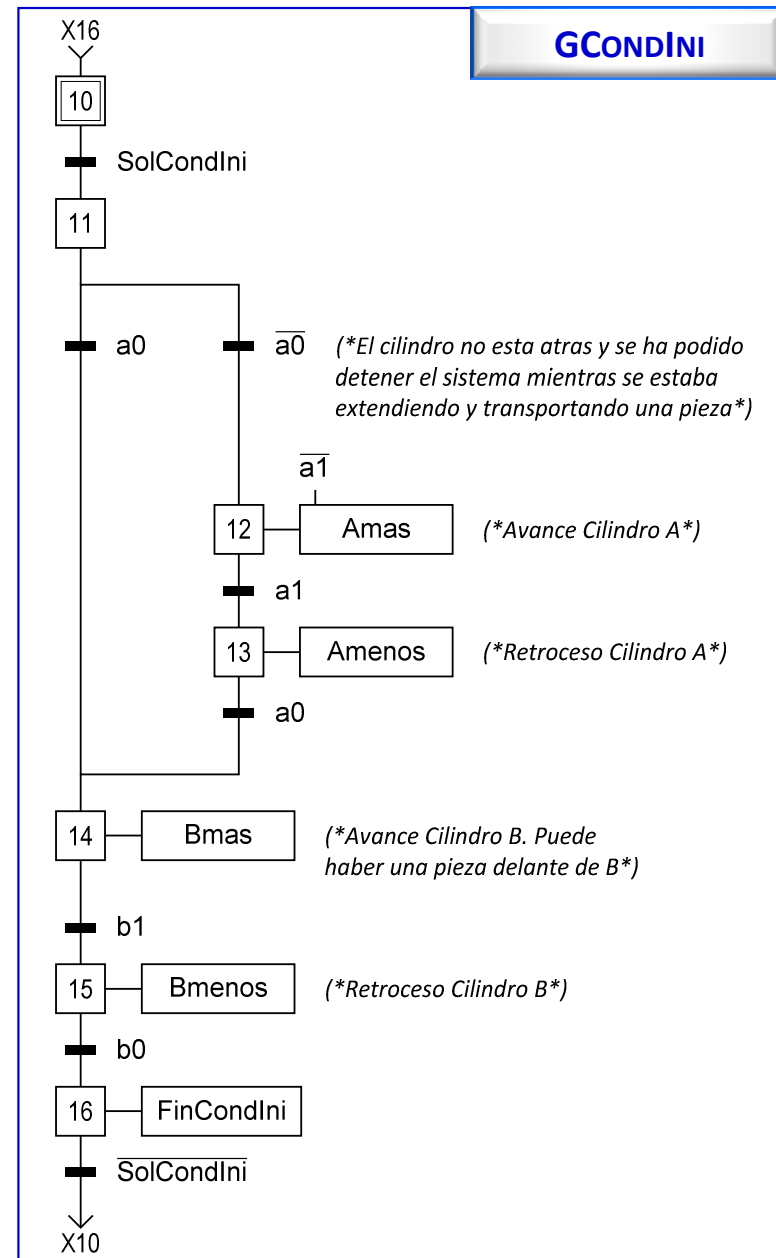 X16
GCONDINI
10
SolCondIni
11
a0
a0
(*El cilindro no esta atras y se ha podido
detener el sistema mientras se estaba
extendiendo y transportando una pieza*)
a1
12
Amas
(*Avance Cilindro A*)
a1
13
Amenos
(*Retroceso Cilindro A*)
a0
14
Bmas
(*Avance Cilindro B. Puede
haber una pieza delante de B*)
b1
15
Bmenos
(*Retroceso Cilindro B*)
b0
16
FinCondIni
SolCondIni
X10